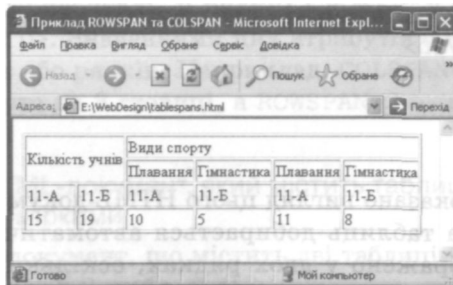 Приклад ROWSPAN та COLSPAN - Microsoft Internet Expl...
Файл Правка Вигляд Обране Сервіс Довідка
Назад Пошук Обране
Адреса: E:\WebDesign\tablespans.html Перехід
Кількість учнів Види спорту
Плавання Гімнастика Плавання Гімнастика
11-А 11-Б 11-А 11-Б 11-А 11-Б
15 19 10 5 11 8
Готово Мой компьютер